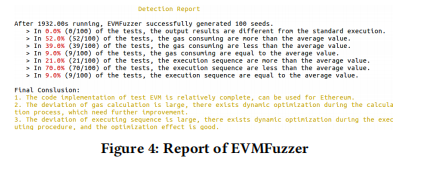 Detection Report
After 1932.00s running, EVMFuzzer successfully generated 100 seeds.
> In 0.0% (0/100) of the tests, the output results are different from the standard execution.
> In 52.0% (52/100) of the tests, the gas consuming are more than the average value.
> In 39.0% (39/100) of the tests, the gas consuming are less than the average value.
> In 9.0% (9/100) of the tests, the gas consuming are equal to the average value.
> In 21.0% (21/100) of the tests, the execution sequence are more than the average value.
> In 70.0% (70/100) of the tests, the execution sequence are less than the average value.
> In 9.0% (9/100) of the tests, the execution sequence are equal to the average value.
Final Conslusion:
1. The code implementation of test EVM is relatively complete, can be used for Ethereum.
2. The deviation of gas calculation is large, there exists dynamic optimization during the calcula
tion process, which need further improvement.
3. The deviation of executing sequence is large, there exists dynamic optimization during the exec
uting procedure, and the optimization effect is good.
Figure 4: Report of EVMFuzzer